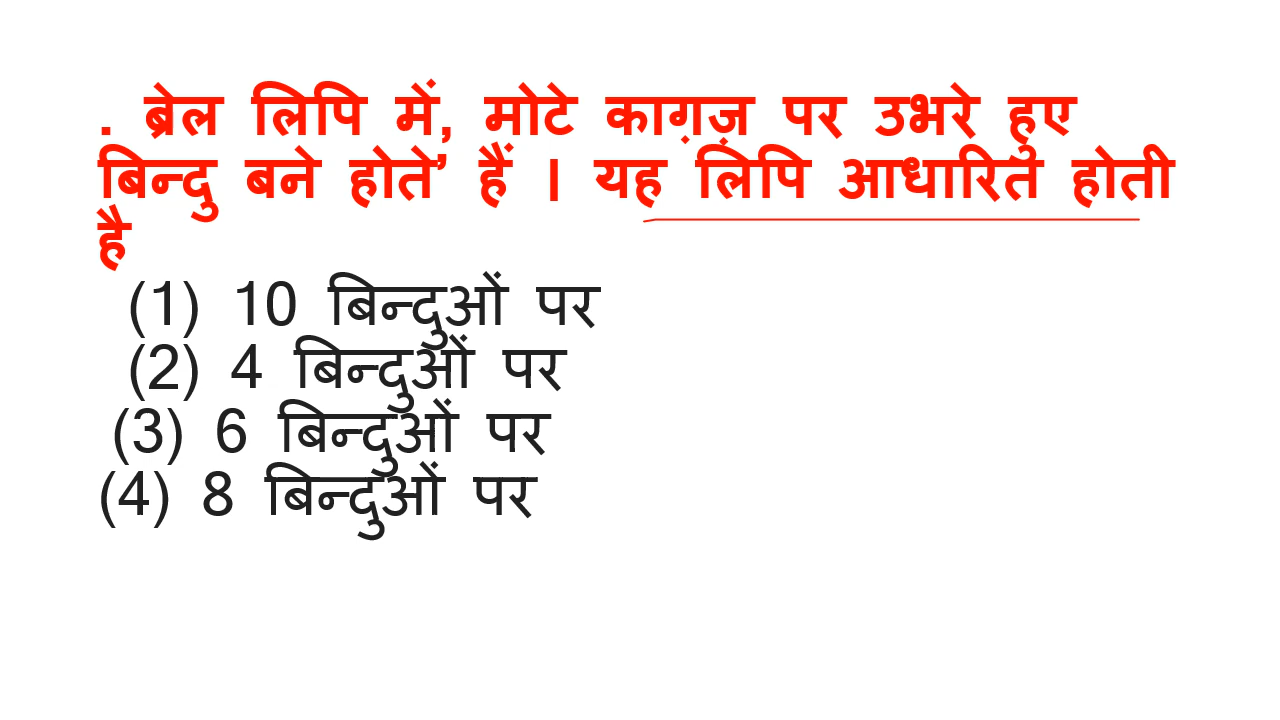 . ब्रेल लिपि में, मोटे काग़ज़ पर उभरे हुए
बिन्दु बने होते’ हैं । यह लिपि आधारित होती
है
(1) 10 बिन्दुओं पर
(2) 4 बिन्दुओं पर
(3) 6 बिन्दुओं पर
(4) 8 बिन्दुओं पर